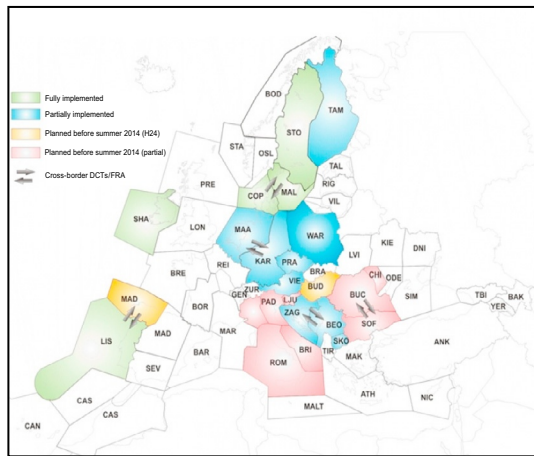 BOD
TAM
Fully implemented
Partially implemented
STO
Planned before summer 2014 (H24)
STA
OSL
Planned before summer 2014 (partial)
TAL
Cross-border DCTs/FRA
PRE
RIG
COP
MAL
VIL
SHA
LON
MAA
WAR
KIE
DNI
LVI
KAR
PRA
BRE
REI
VIE
BRA
CHI
ODE
ZUR
BUD
MAD
GEN
PAD
LJU
BUC
SIM
BOR
ZAG
TBI
BAK
YER
MAD
MAR
BEO
SOF
LIS
BRI
SKO
ANK
BAR
ROM
TIR
MAK
SEV
ATH
NIC
CAS
MALT
CAS
CAN